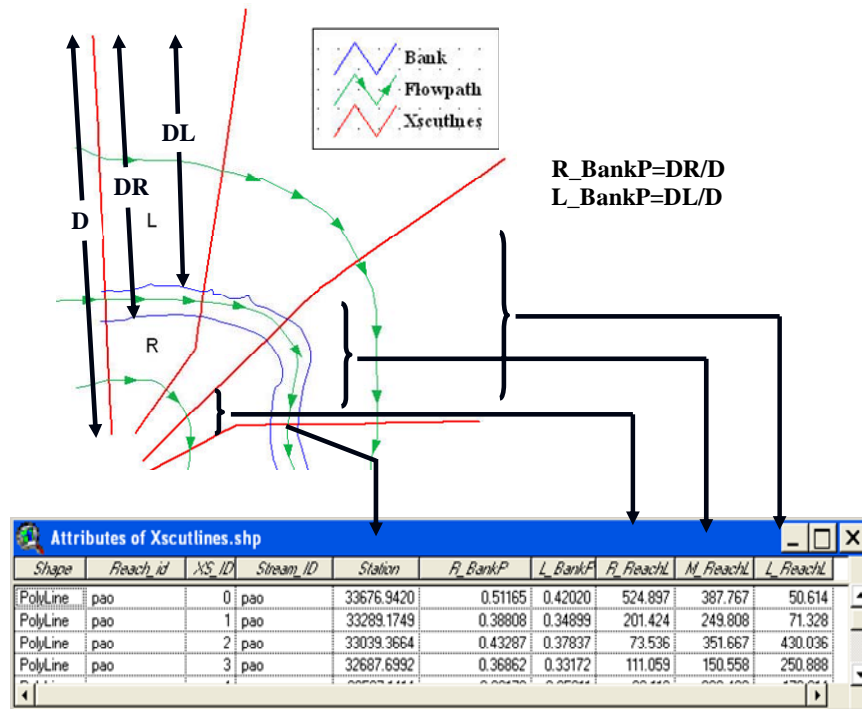 Bank
Flowpath
Xscutlnes
DL
DR
D
L
R
R_BankP=DR/D
L_BankP=DL/D
Attributes of Xscutlines.shp
Shape Reach_id XS_ID Stream_ID Station R_BankP L_BankP R_ReachL M_ReachL L_ReachL
PolyLine pao 0 pao 33676.9420 0.51165 0.42020 524.897 387.767 50.614
PolyLine pao 1 pao 33289.1749 0.38808 0.34899 201.424 249.808 71.328
PolyLine pao 2 pao 33039.3664 0.43287 0.37837 73.536 351.667 430.036
PolyLine pao 3 pao 32687.6992 0.36862 0.33172 111.059 150.558 250.888